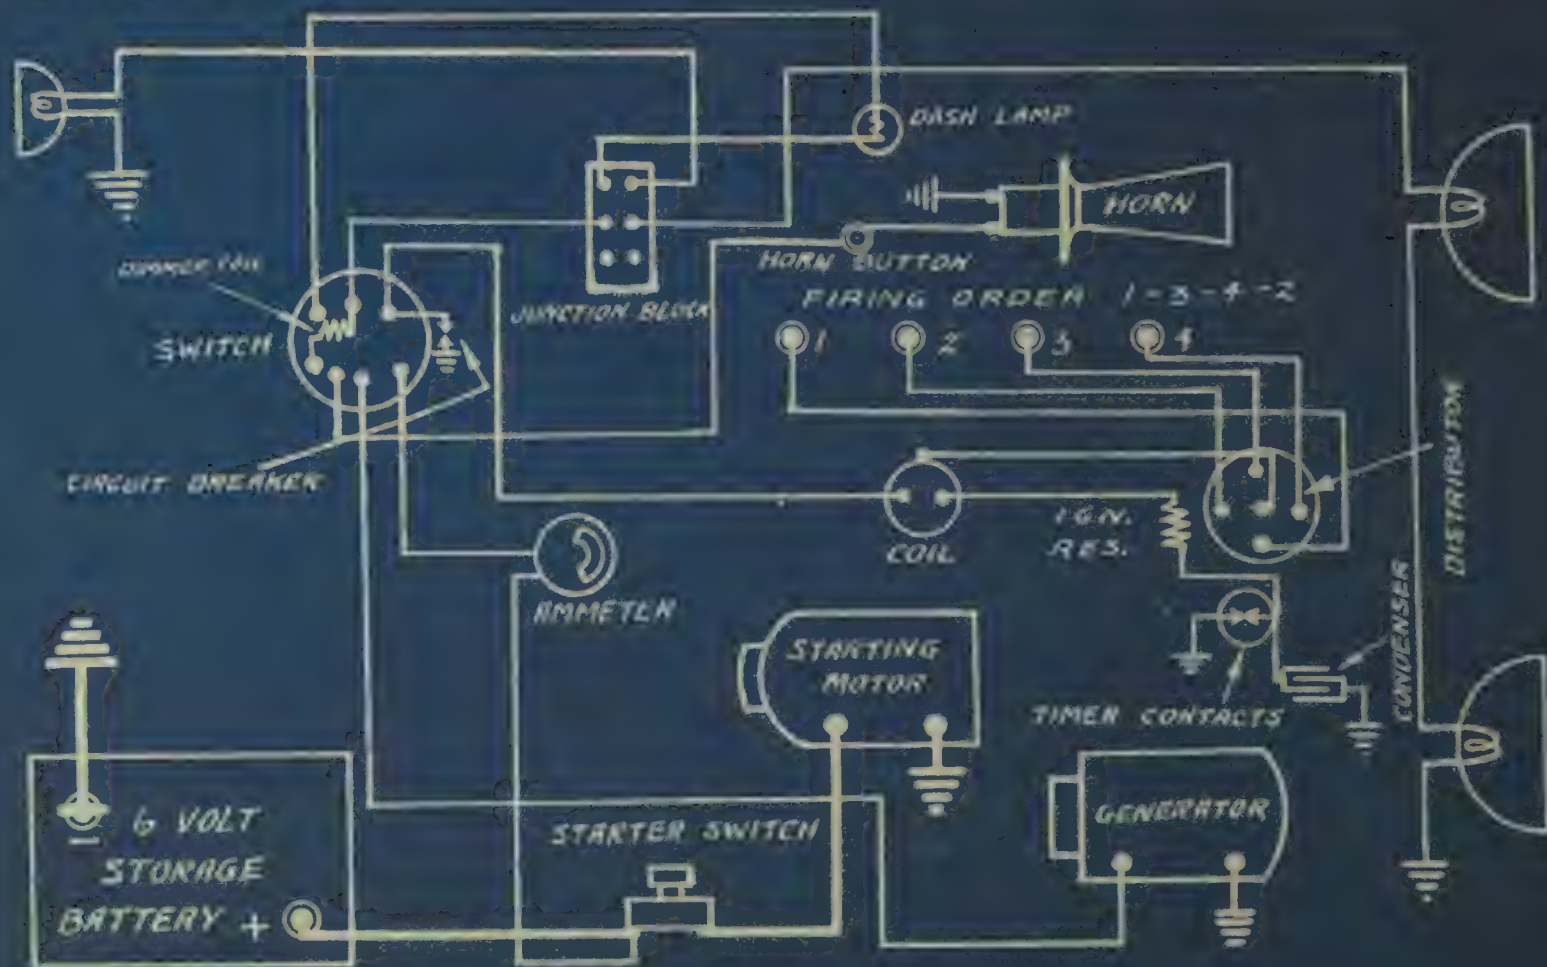 DASH LAMP
HORN
HORN BUTTON
DIMMER COIL
JUNCTION BLOCK
FIRING ORDER 1-3-4-2
1
2
3
4
SWITCH
CIRCUIT BREAKER
DISTRIBUTOR
IGN.
RES.
COIL
AMMETER
CONDENSER
STARTING
MOTOR
TIMER CONTACTS
GENERATOR
6 VOLT
STORAGE
BATTERY +
STARTER SWITCH